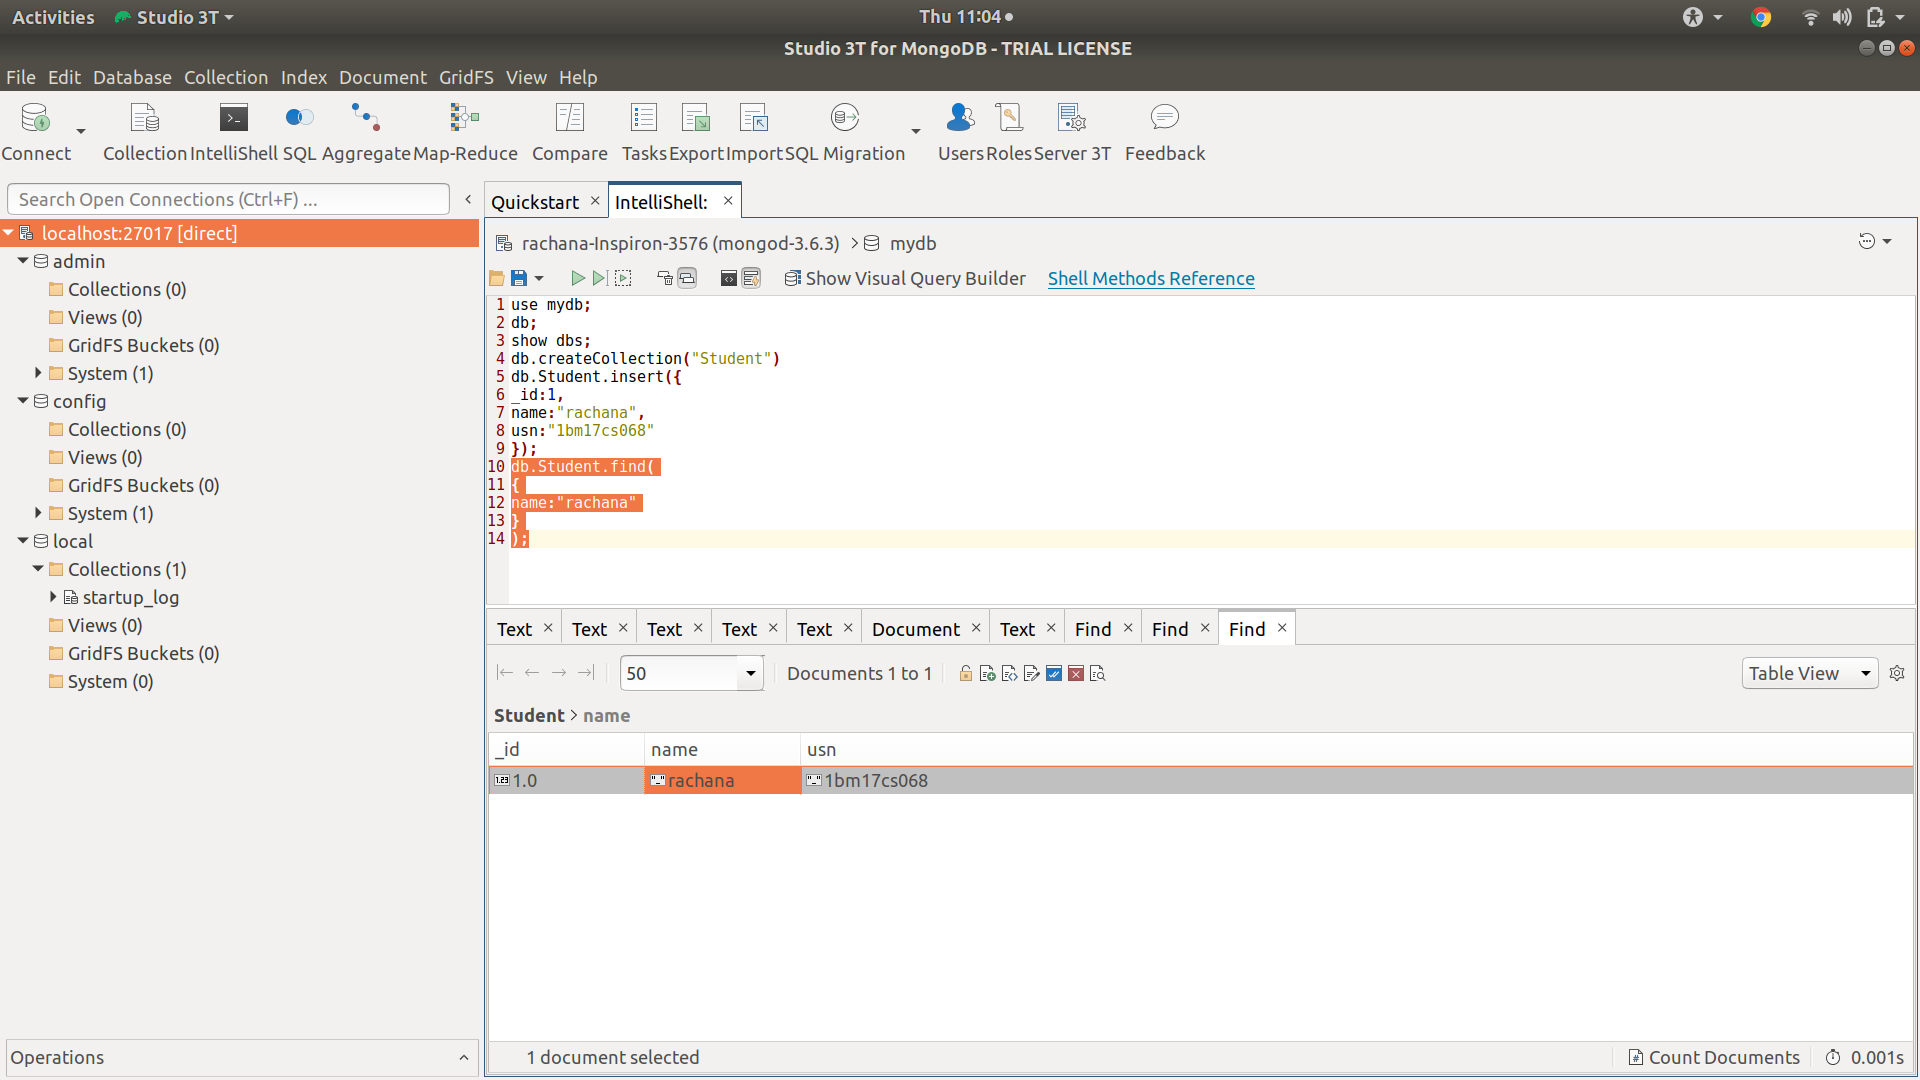 Activities Studio 3T Thu 11:04
Studio 3T for MongoDB - TRIAL LICENSE
File Edit Database Collection Index Document GridFS View Help
Connect Collection IntelliShell SQL Aggregate Map-Reduce Compare Tasks Export Import SQL Migration Users Roles Server 3T Feedback
Search Open Connections (Ctrl+F) ...
localhost:27017 [direct]
admin
Collections (0)
Views (0)
GridFS Buckets (0)
System (1)
config
Collections (0)
Views (0)
GridFS Buckets (0)
System (1)
local
Collections (1)
startup_log
Views (0)
GridFS Buckets (0)
System (0)
Operations
Quickstart IntelliShell:
rachana-Inspiron-3576 (mongod-3.6.3) mydb
Show Visual Query Builder Shell Methods Reference
1 use mydb;
2 db;
3 show dbs;
4 db.createCollection("Student")
5 db.Student.insert({
6 _id:1,
7 name:"rachana",
8 usn:"1bm17cs068"
9 });
10 db.Student.find(
11 {
12 name:"rachana"
13 }
14 );
Text Text Text Text Text Document Text Find Find Find
50 Documents 1 to 1 Table View
Student > name
_id name usn
1.0 rachana 1bm17cs068
1 document selected Count Documents 0.001s